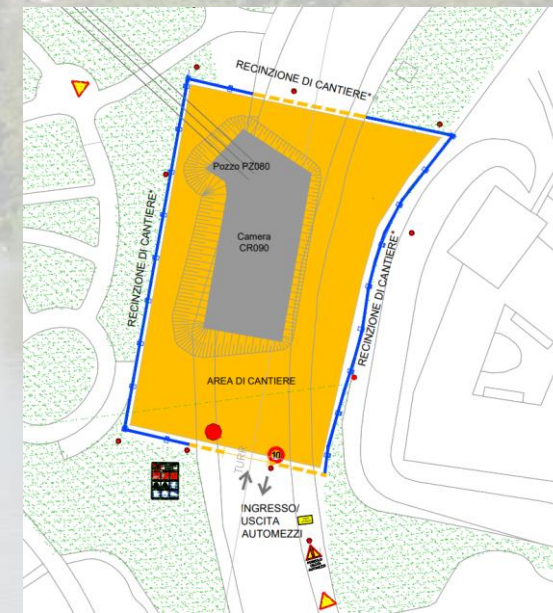 RECINZIONE DI CANTIERE*
Pozzo PZ080
RECINZIONE DI CANTIERE*
Camera
CR090
RECINZIONE DI CANTIERE*
AREA DI CANTIERE
10
INGRESSO/
USCITA
AUTOMEZZI